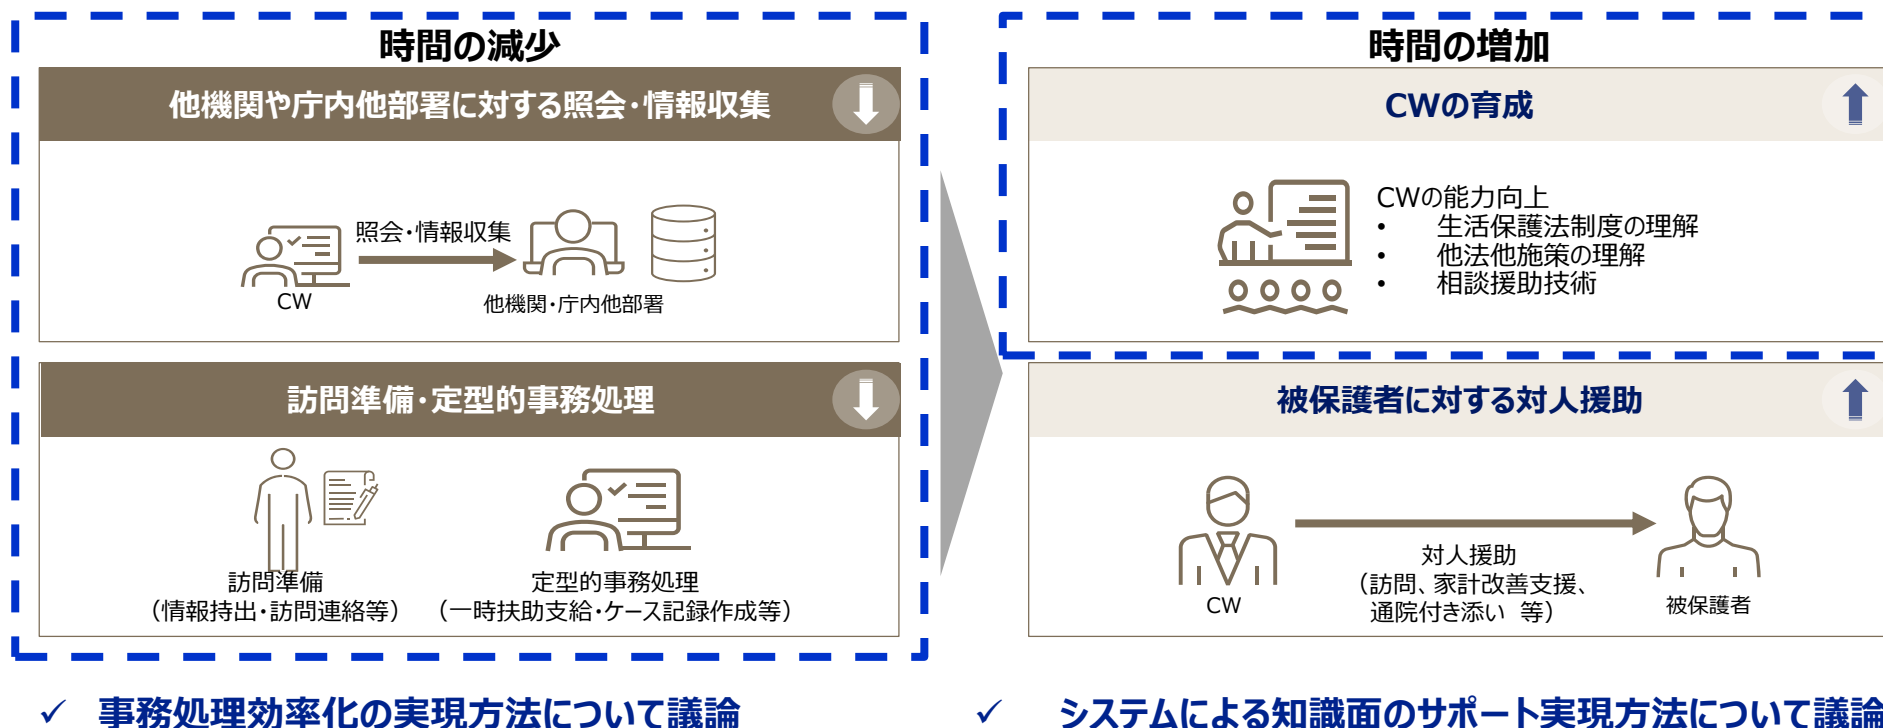 時間の減少
他機関や庁内他部署に対する照会・情報収集
照会・情報収集
CW
他機関・庁内他部署
訪問準備・定型的事務処理
訪問準備
（情報持出・訪問連絡等）
定型的事務処理
（一時扶助支給・ケース記録作成等）
✓ 事務処理効率化の実現方法について議論
時間の増加
CWの育成
CWの能力向上
• 生活保護法制度の理解
• 他法他施策の理解
• 相談援助技術
被保護者に対する対人援助
CW
対人援助
（訪問、家計改善支援、
通院付き添い 等）
被保護者
✓ システムによる知識面のサポート実現方法について議論